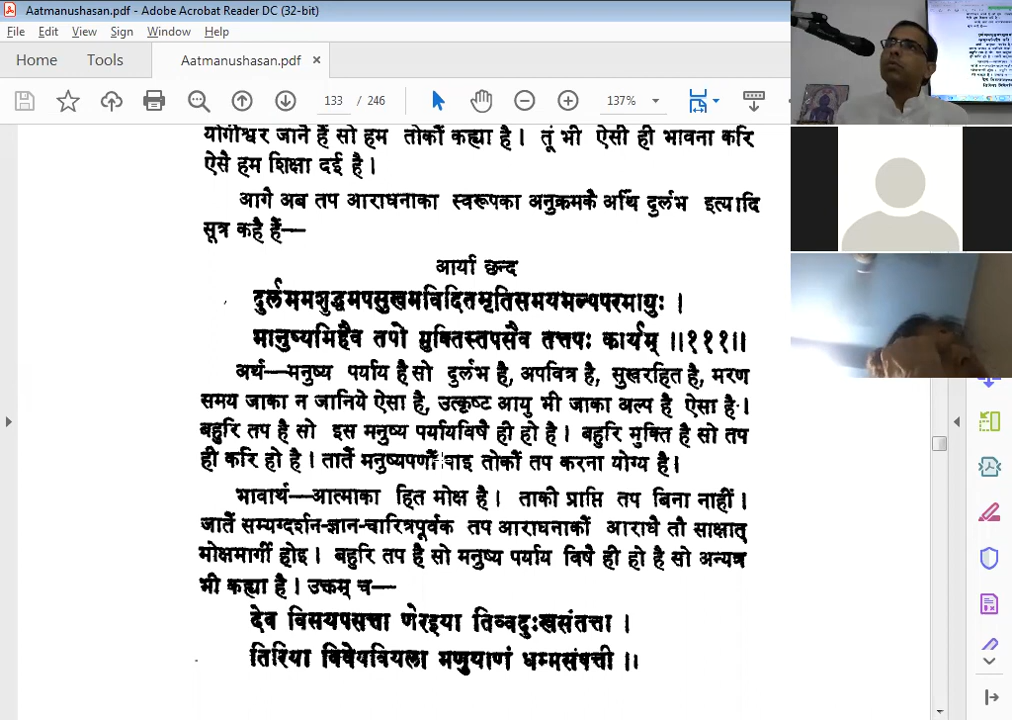 Aatmanushasan.pdf - Adobe Acrobat Reader DC (32-bit)
File Edit View Sign Window Help
Home Tools Aatmanushasan.pdf ×
133 / 246 137%
योगीश्वर जानें हैं सो हम तोकौं कह्या है। तूं भी ऐसी ही भावना करि
ऐसै हम शिक्षा दई है।
आगै अब तप आराधनाका स्वरूपका अनुक्रमकै अर्थि दुर्लभ इत्यादि
सूत्र कहै हैं—
आर्या छन्द
दुर्लभमशुद्धमपसुखमविदितमृतिसमयमल्पपरमायुः ।
मानुष्यमिहैव तपो मुक्तिस्तपसैव तत्तपः कार्यम् ॥१११॥
अर्थ—मनुष्य पर्याय है सो दुर्लभ है, अपवित्र है, सुखरहित है, मरण
समय जाका न जानिये ऐसा है, उत्कृष्ट आयु भी जाका अल्प है ऐसा है।
बहुरि तप है सो इस मनुष्य पर्यायविषै ही हो है। बहुरि मुक्ति है सो तप
ही करि हो है। तातैं मनुष्यपणौं पाइ तोकौं तप करना योग्य है।
भावार्थ—आत्माका हित मोक्ष है। ताकी प्राप्ति तप बिना नाहीं।
जातैं सम्यग्दर्शन-ज्ञान-चारित्रपूर्वक तप आराधनाकौं आराधै तौ साक्षात्
मोक्षमार्गी होइ। बहुरि तप है सो मनुष्य पर्याय विषै ही हो है सो अन्यत्र
भी कह्या है। उक्तम् च—
देव विसयपसत्ता णेरइया तिव्वदुःखसंतत्ता ।
तिरिया विवेयवियला मणुयाणं धम्मसंपत्ती ॥